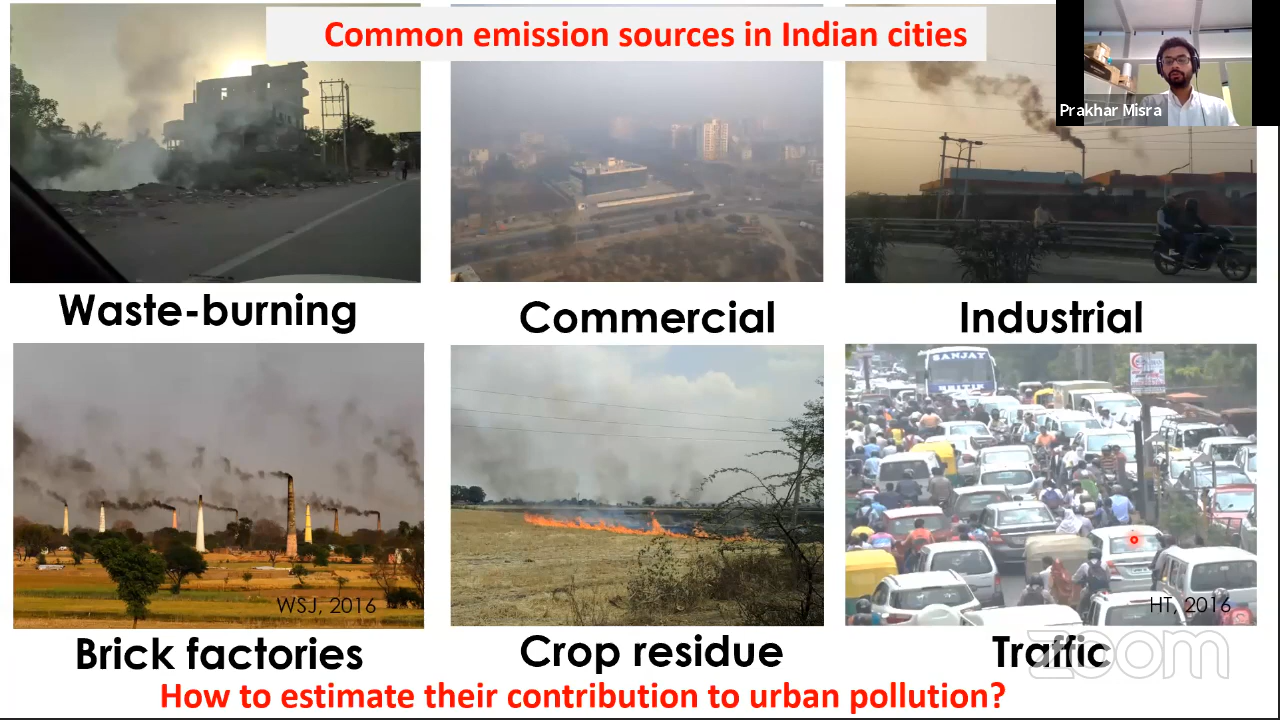 Common emission sources in Indian cities
Prakhar Misra
Waste-burning
Commercial
Industrial
SANJAY
WSJ, 2016
HT, 2016
Brick factories
Crop residue
Traffic
zoom
How to estimate their contribution to urban pollution?